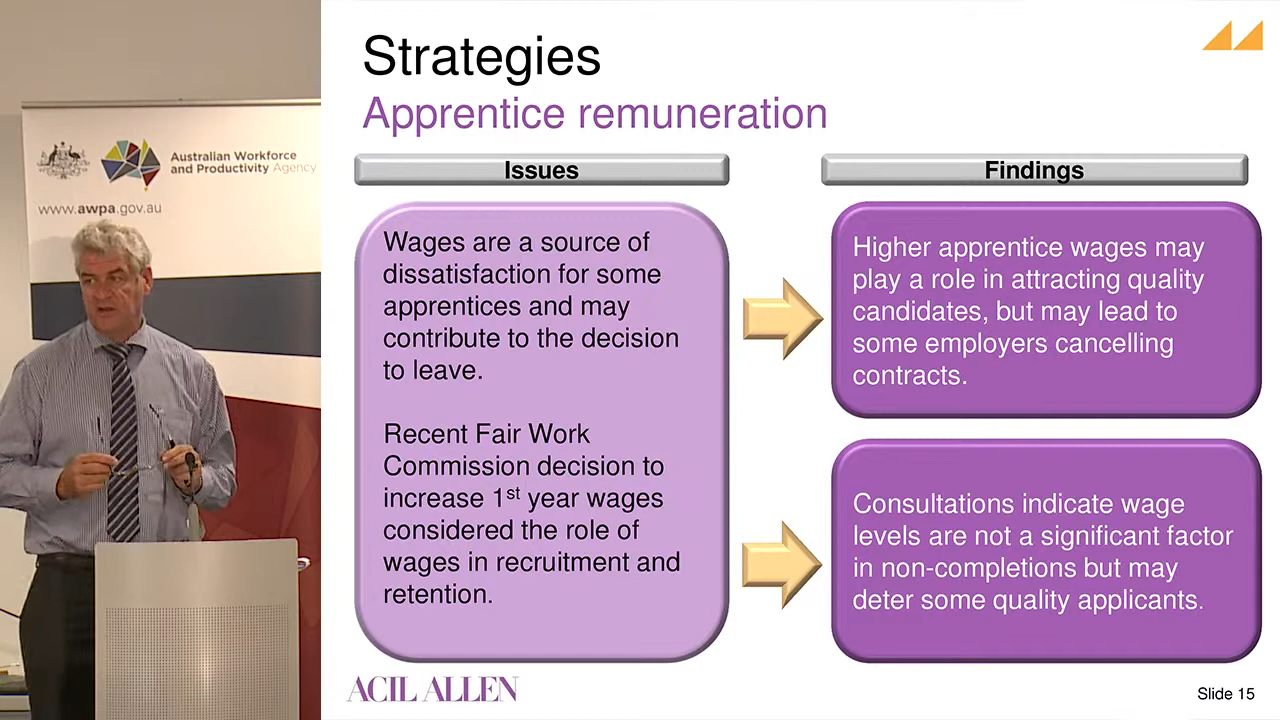 Australian Workforce
and Productivity Agency
www.awpa.gov.au
Strategies
Apprentice remuneration
Issues
Findings
Wages are a source of
dissatisfaction for some
apprentices and may
contribute to the decision
to leave.
Recent Fair Work
Commission decision to
increase 1st year wages
considered the role of
wages in recruitment and
retention.
Higher apprentice wages may
play a role in attracting quality
candidates, but may lead to
some employers cancelling
contracts.
Consultations indicate wage
levels are not a significant factor
in non-completions but may
deter some quality applicants.
ACIL ALLEN
Slide 15